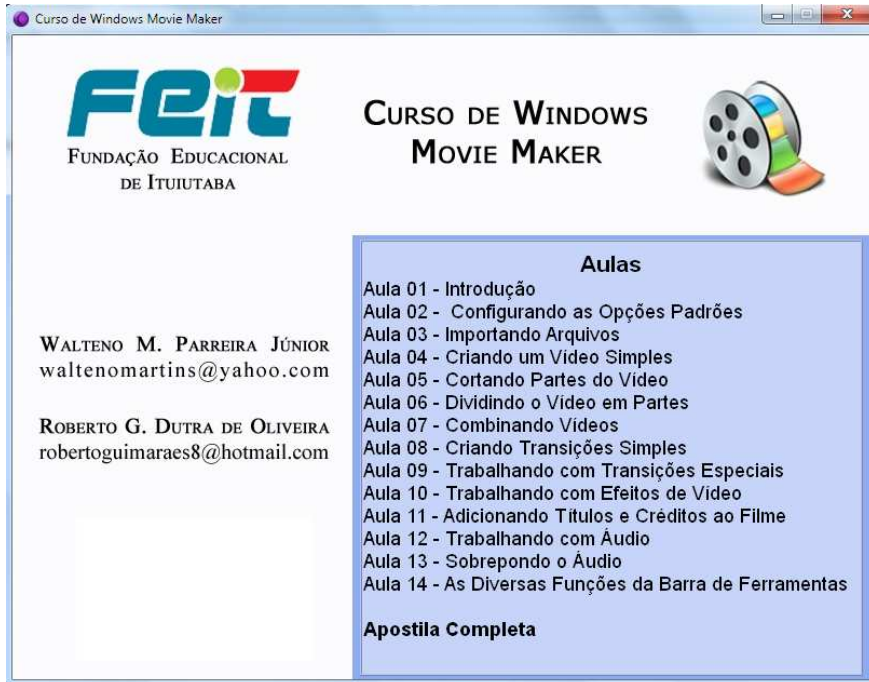 Curso de Windows Movie Maker
Feit
FUNDAÇÃO EDUCACIONAL
DE ITUIUTABA
CURSO DE WINDOWS
MOVIE MAKER
WALTENO M. PARREIRA JÚNIOR
waltenomartins@yahoo.com
ROBERTO G. DUTRA DE OLIVEIRA
robertoguimaraes8@hotmail.com
Aulas
Aula 01 - Introdução
Aula 02 - Configurando as Opções Padrões
Aula 03 - Importando Arquivos
Aula 04 - Criando um Vídeo Simples
Aula 05 - Cortando Partes do Vídeo
Aula 06 - Dividindo o Vídeo em Partes
Aula 07 - Combinando Vídeos
Aula 08 - Criando Transições Simples
Aula 09 - Trabalhando com Transições Especiais
Aula 10 - Trabalhando com Efeitos de Vídeo
Aula 11 - Adicionando Títulos e Créditos ao Filme
Aula 12 - Trabalhando com Áudio
Aula 13 - Sobrepondo o Áudio
Aula 14 - As Diversas Funções da Barra de Ferramentas
Apostila Completa